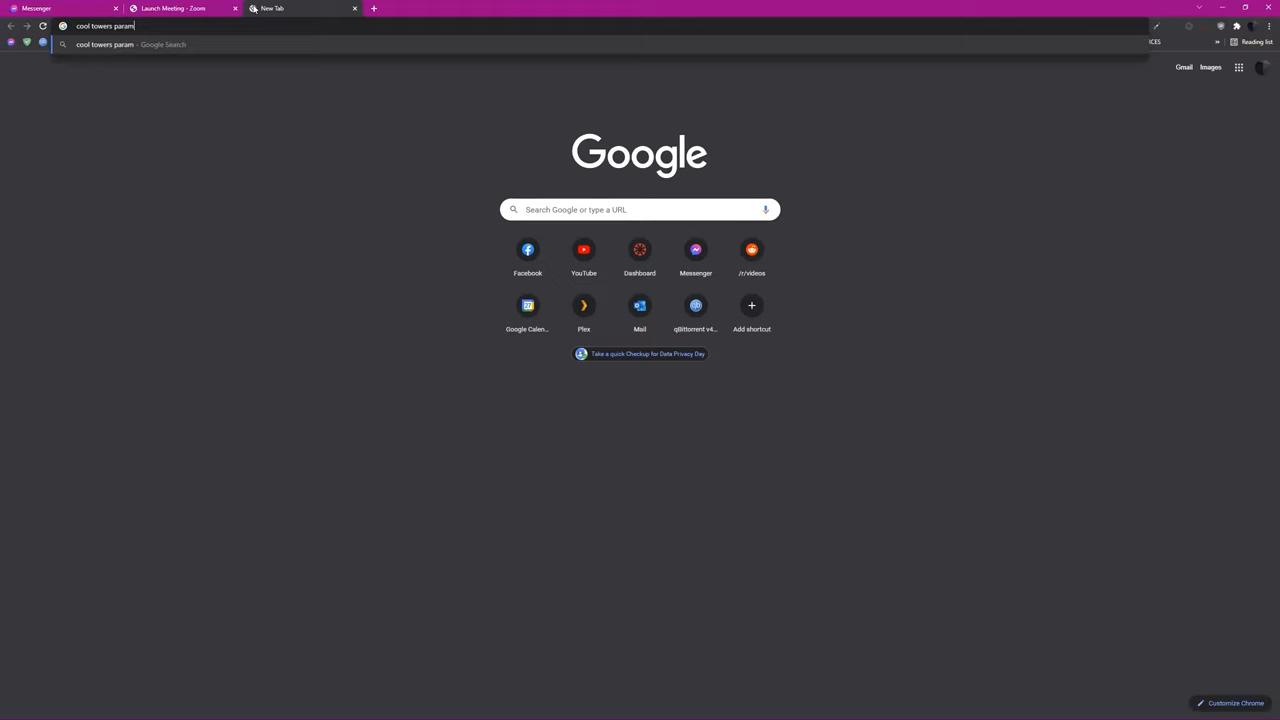 Messenger
Launch Meeting - Zoom
New Tab
cool towers param
cool towers param - Google Search
Reading list
Gmail
Images
Google
Search Google or type a URL
Facebook
YouTube
Dashboard
Messenger
/r/videos
Google Calen...
Plex
Mail
qBittorrent v4...
Add shortcut
Take a quick Checkup for Data Privacy Day
Customize Chrome